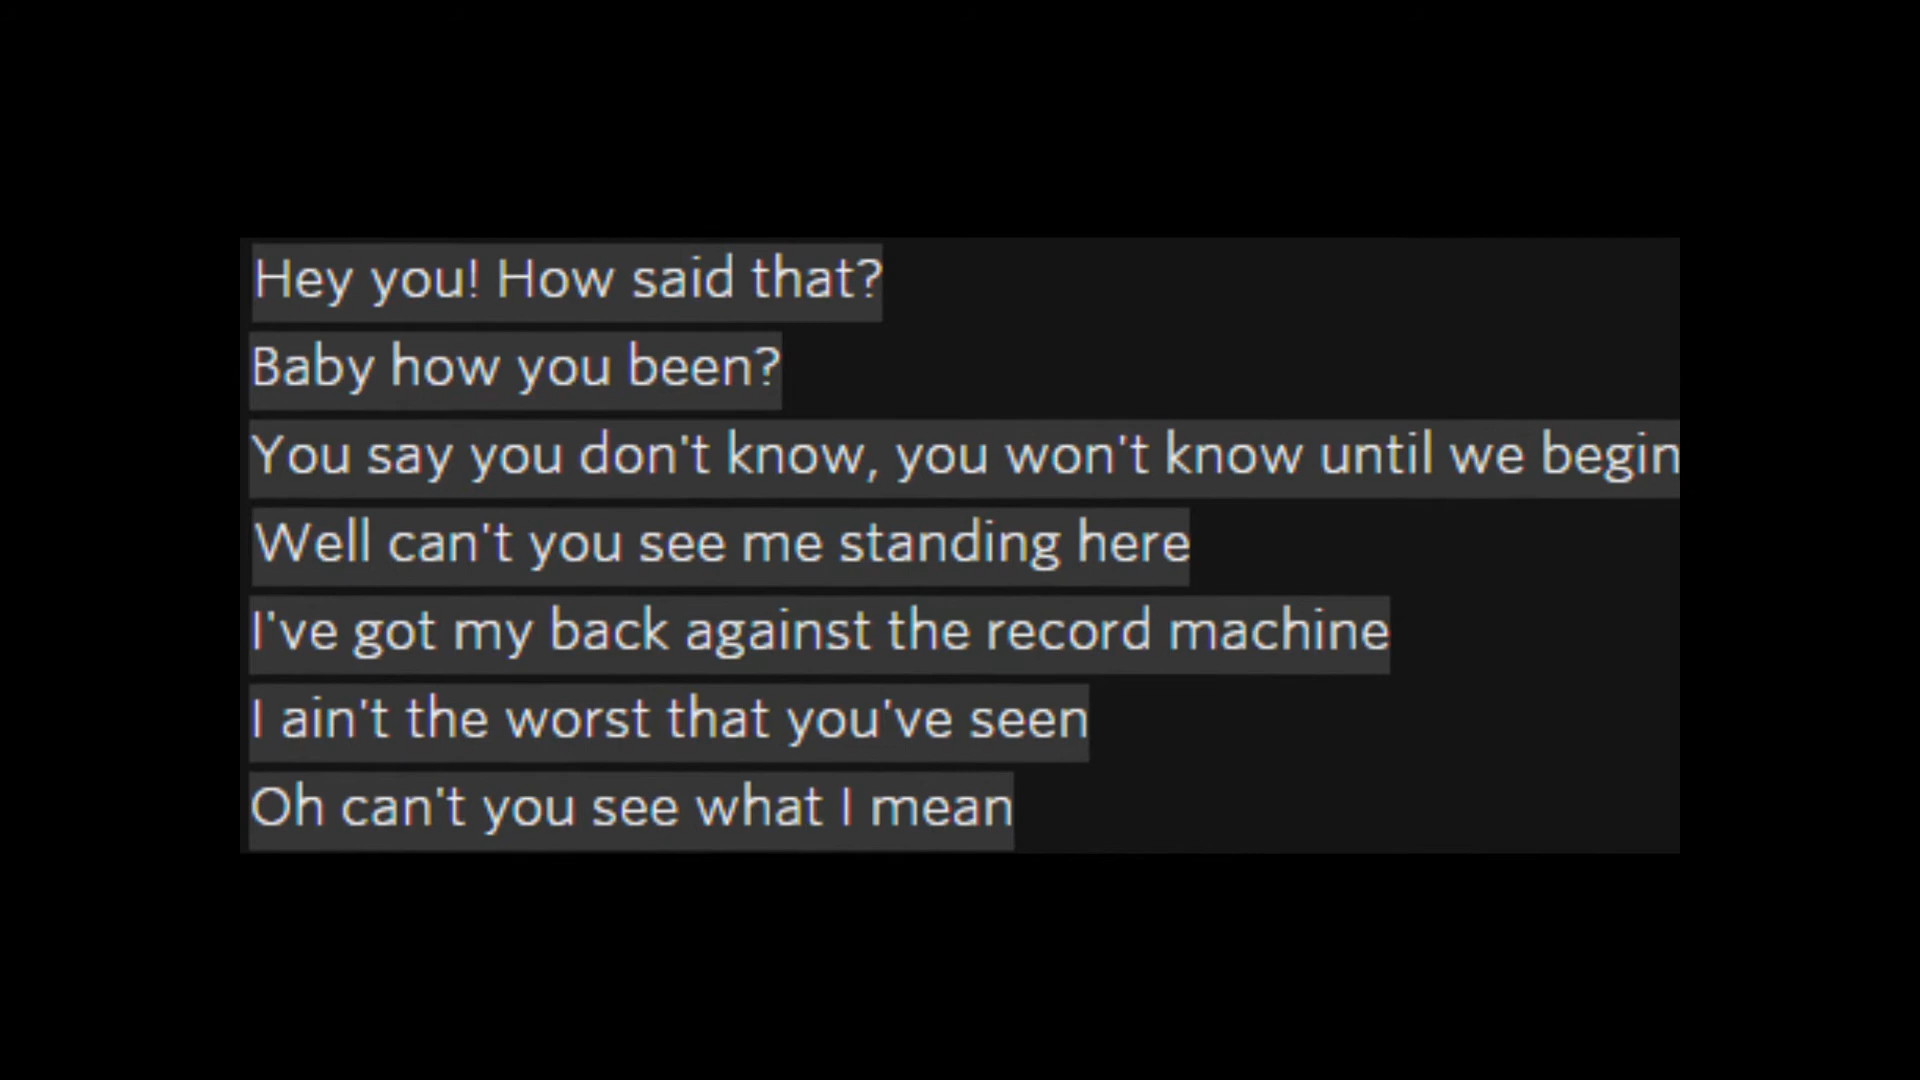 Hey you! How said that?
Baby how you been?
You say you don't know, you won't know until we begin
Well can't you see me standing here
I've got my back against the record machine
I ain't the worst that you've seen
Oh can't you see what I mean